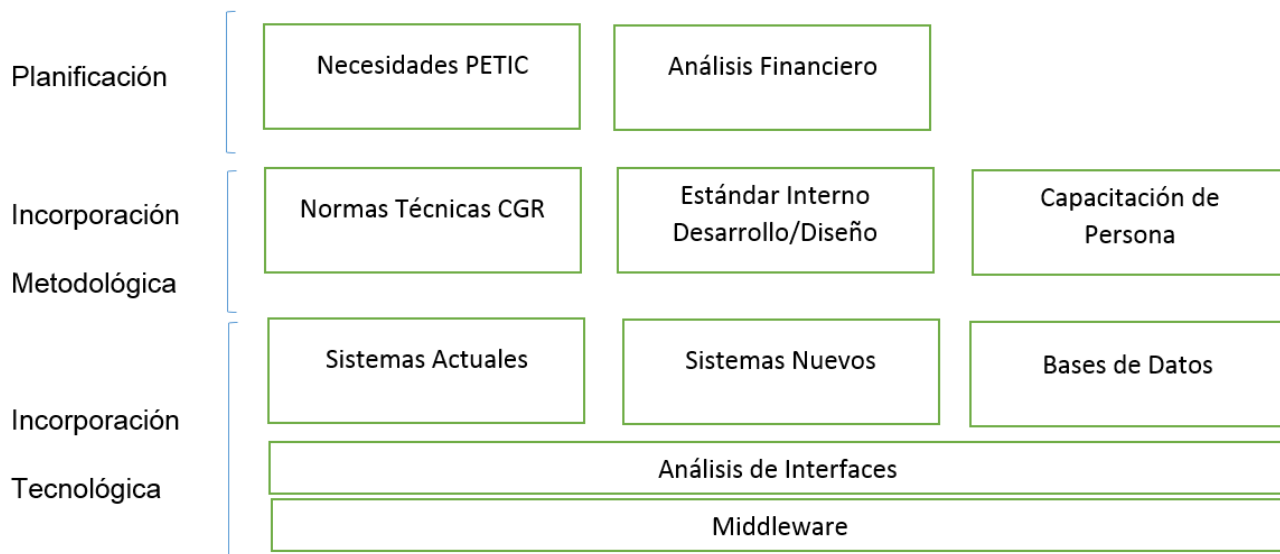 Planificación
Necesidades PETIC
Análisis Financiero
Incorporación
Metodológica
Normas Técnicas CGR
Estándar Interno
Desarrollo/Diseño
Capacitación de
Persona
Incorporación
Tecnológica
Sistemas Actuales
Sistemas Nuevos
Bases de Datos
Análisis de Interfaces
Middleware